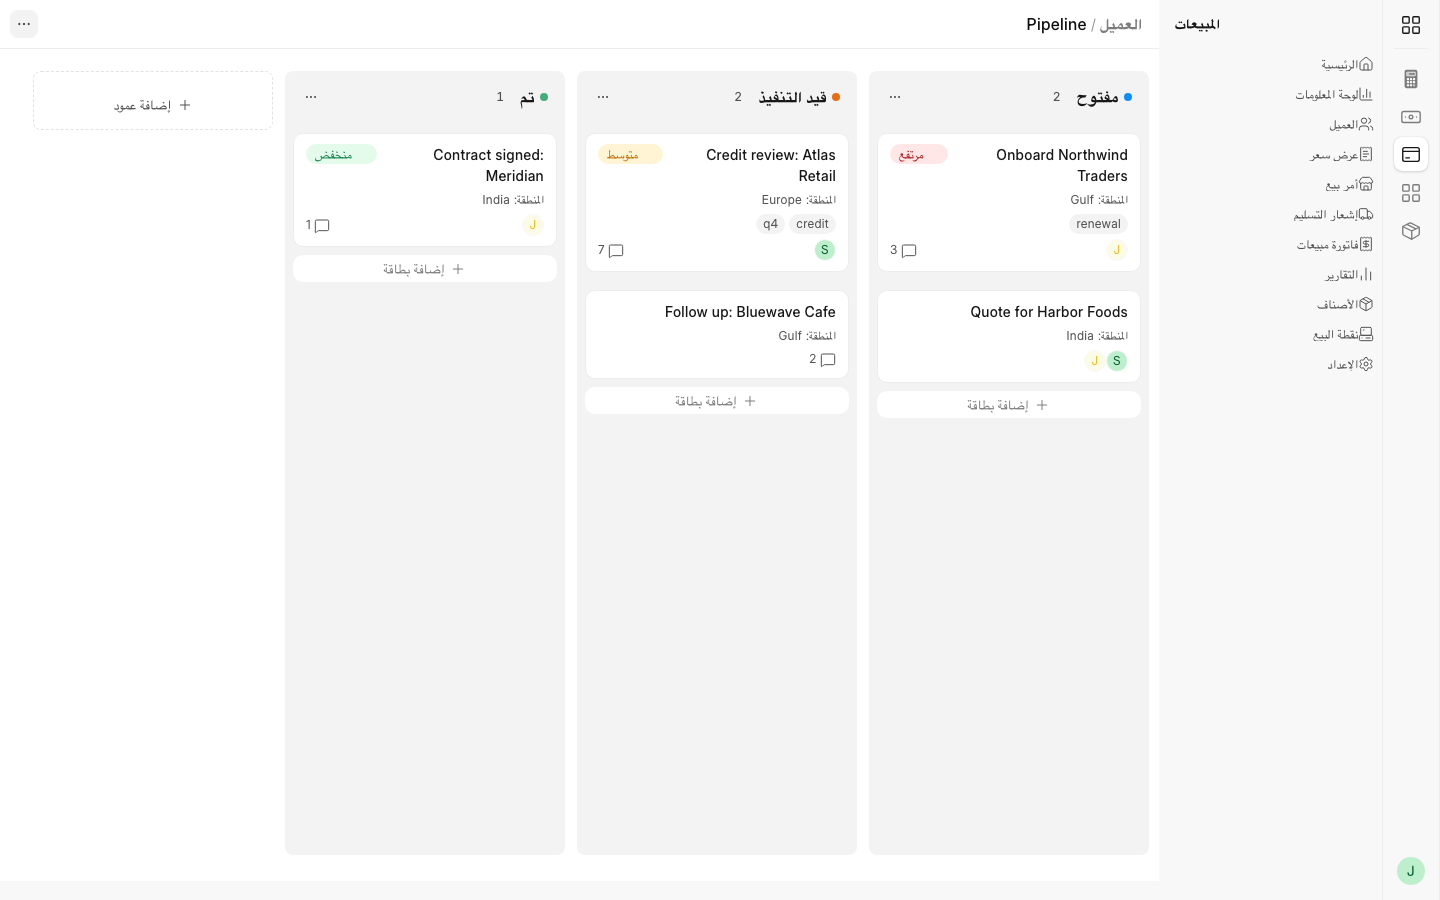 المبيعات
الرئيسية
لوحة المعلومات
العميل
عرض سعر
أمر بيع
إشعار التسليم
فاتورة مبيعات
التقارير
الأصناف
نقطة البيع
الإعداد
J
العميل / Pipeline
مفتوح 2
Onboard Northwind Traders
مرتفع
المنطقة: Gulf
renewal
J
3
Quote for Harbor Foods
المنطقة: India
S J
إضافة بطاقة
قيد التنفيذ 2
Credit review: Atlas Retail
متوسط
المنطقة: Europe
credit q4
S
7
Follow up: Bluewave Cafe
المنطقة: Gulf
2
إضافة بطاقة
تم 1
Contract signed: Meridian
منخفض
المنطقة: India
J
1
إضافة بطاقة
إضافة عمود